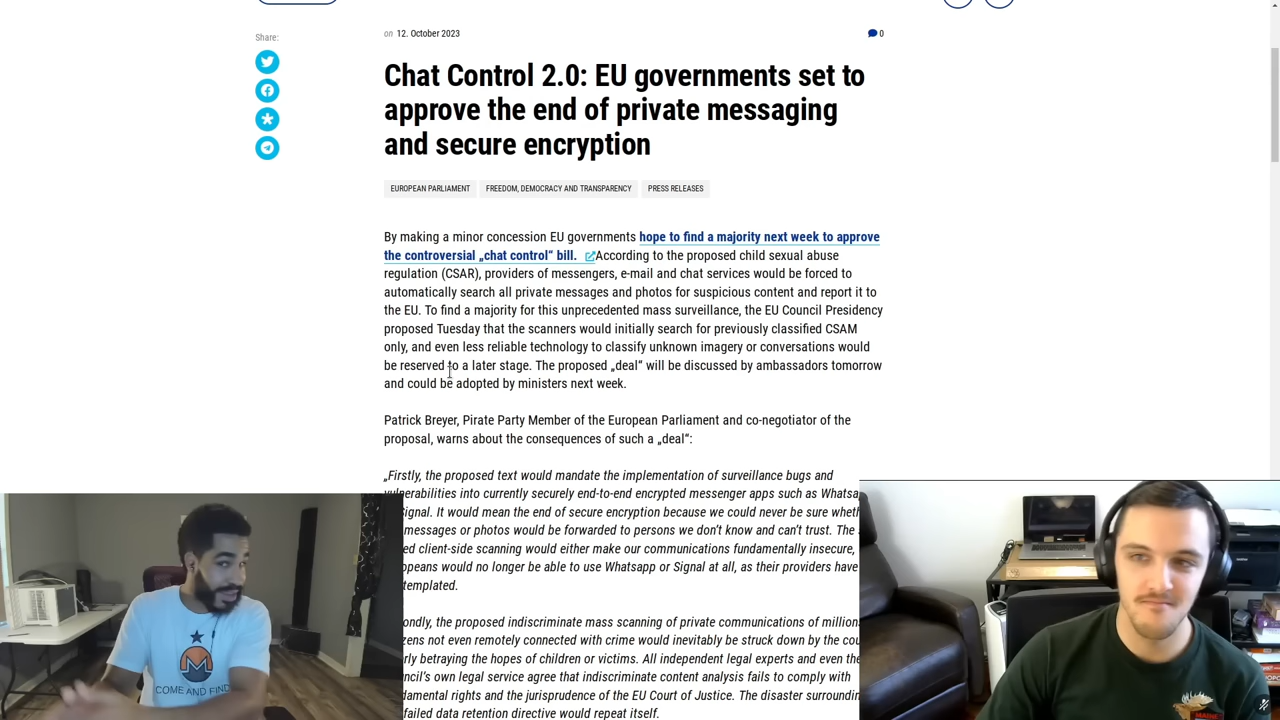 Share:
on 12. October 2023
0
Chat Control 2.0: EU governments set to
approve the end of private messaging
and secure encryption
EUROPEAN PARLIAMENT
FREEDOM, DEMOCRACY AND TRANSPARENCY
PRESS RELEASES
By making a minor concession EU governments hope to find a majority next week to approve
the controversial „chat control“ bill. According to the proposed child sexual abuse
regulation (CSAR), providers of messengers, e-mail and chat services would be forced to
automatically search all private messages and photos for suspicious content and report it to
the EU. To find a majority for this unprecedented mass surveillance, the EU Council Presidency
proposed Tuesday that the scanners would initially search for previously classified CSAM
only, and even less reliable technology to classify unknown imagery or conversations would
be reserved to a later stage. The proposed „deal“ will be discussed by ambassadors tomorrow
and could be adopted by ministers next week.
Patrick Breyer, Pirate Party Member of the European Parliament and co-negotiator of the
proposal, warns about the consequences of such a „deal“:
„Firstly, the proposed text would mandate the implementation of surveillance bugs and
vulnerabilities into currently securely end-to-end encrypted messenger apps such as Whatsa
Signal. It would mean the end of secure encryption because we could never be sure wheth
messages or photos would be forwarded to persons we don’t know and can’t trust. The
ed client-side scanning would either make our communications fundamentally insecure,
opeans would no longer be able to use Whatsapp or Signal at all, as their providers have
templated.
ondly, the proposed indiscriminate mass scanning of private communications of million
zens not even remotely connected with crime would inevitably be struck down by the cou
rly betraying the hopes of children or victims. All independent legal experts and even the
ncil’s own legal service agree that indiscriminate content analysis fails to comply with
damental rights and the jurisprudence of the EU Court of Justice. The disaster surroundin
failed data retention directive would repeat itself.
COME AND FIND
MAINE